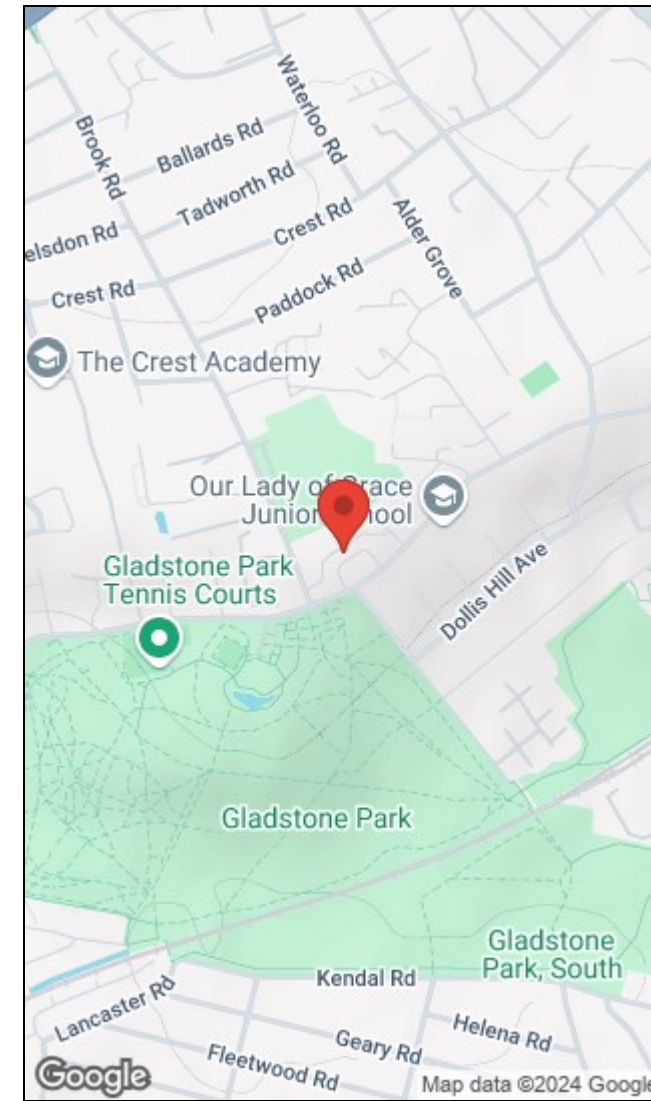 Waterloo Rd
Brook Rd
Ballards Rd
Tadworth Rd
Crest Rd
Alder Grove
elsdon Rd
Paddock Rd
Crest Rd
The Crest Academy
Our Lady of Grace
Junior School
Gladstone Park
Tennis Courts
Dollis Hill Ave
Gladstone Park
Gladstone
Park, South
Kendal Rd
Lancaster Rd
Helena Rd
Geary Rd
Fleetwood Rd
Google
Map data ©2024 Google